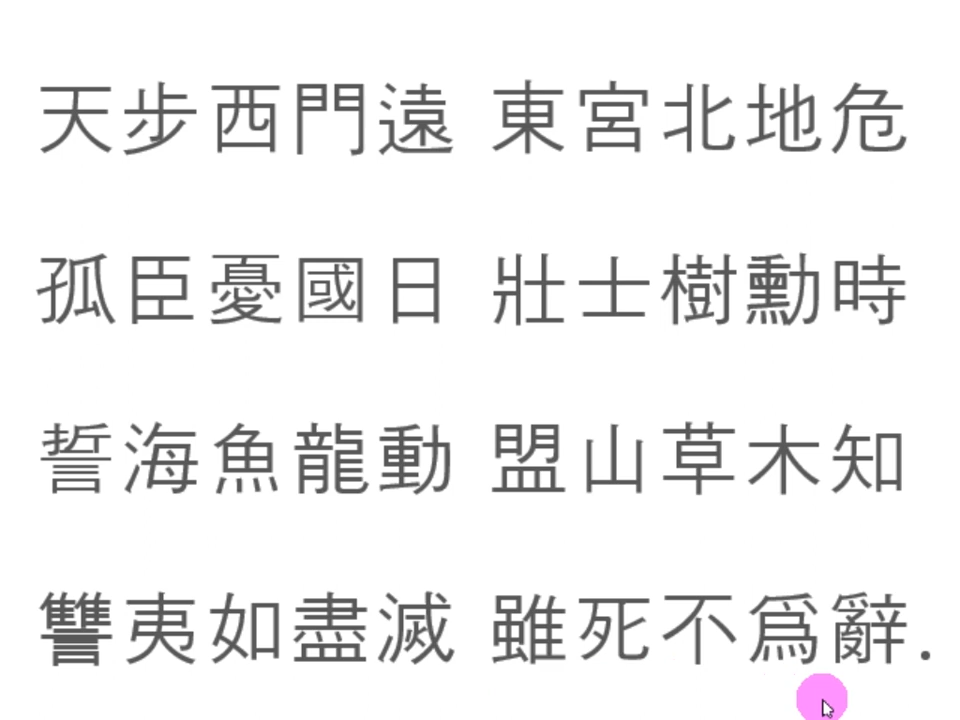 天步西門遠 東宮北地危
孤臣憂國日 壯士樹勳時
誓海魚龍動 盟山草木知
讐夷如盡滅 雖死不爲辭.